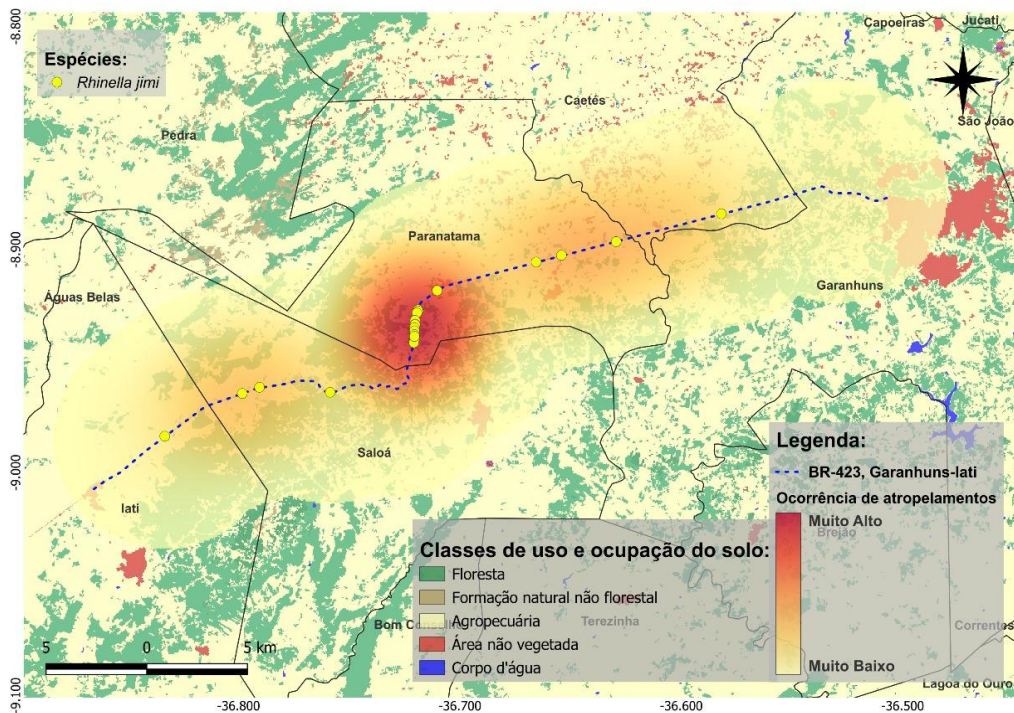 -8.800
Capoeiras
Jucati
Espécies:
Rhinella jimi
Caetés
São João
Pedra
-8.900
Paranatama
Águas Belas
Garanhuns
Saloá
-9.000
Iati
Legenda:
BR-423, Garanhuns-Iati
Ocorrência de atropelamentos
Muito Alto
Brejão
Muito Baixo
Classes de uso e ocupação do solo:
Floresta
Formação natural não florestal
Agropecuária
Área não vegetada
Corpo d'água
Bom Conselho
Terezinha
Correntes
Lagoa do Ouro
5 0 5 km
-9.100
-36.800 -36.700 -36.600 -36.500